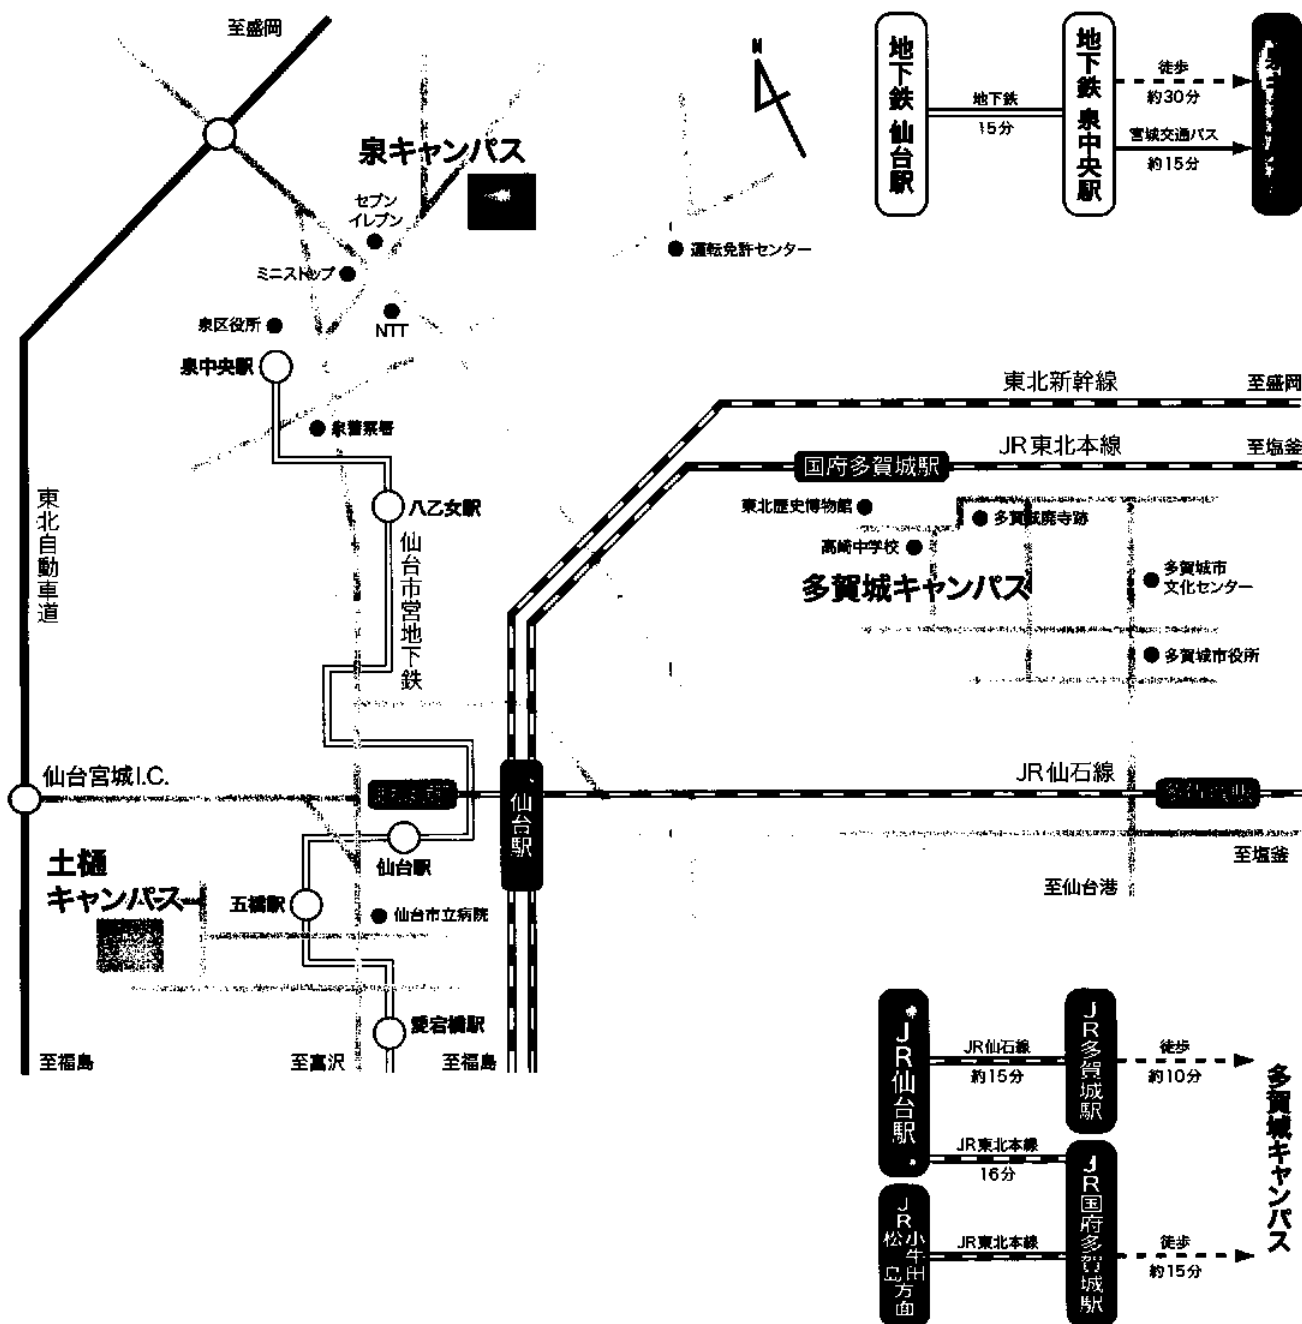 至盛岡
泉キャンパス
セブン
イレブン
ミニストップ
泉区役所
NTT
泉中央駅
泉警察署
八乙女駅
仙台市営地下鉄
東北自動車道
N
運転免許センター
地下鉄 仙台駅
地下鉄
15分
地下鉄 泉中央駅
徒歩
約30分
宮城交通バス
約15分
東北新幹線
至盛岡
JR東北本線
至塩釜
国府多賀城駅
東北歴史博物館
多賀城廃寺跡
高崎中学校
多賀城キャンパス
多賀城市
文化センター
多賀城市役所
仙台宮城I.C.
JR仙石線
仙台駅
仙台駅
至塩釜
至仙台港
土樋
キャンパス
五橋駅
仙台市立病院
愛宕橋駅
至福島
至富沢
至福島
JR仙台駅
JR仙石線
約15分
JR多賀城駅
徒歩
約10分
JR東北本線
16分
JR国府多賀城駅
JR小牛田
松島方面
JR東北本線
徒歩
約15分
多賀城キャンパス